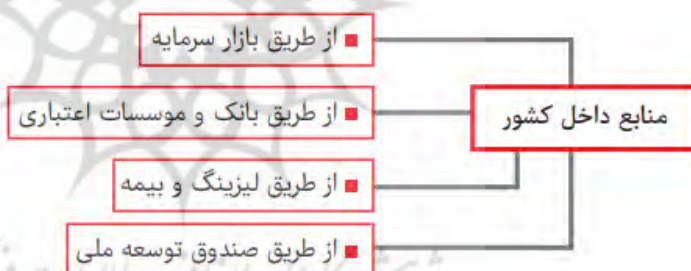 منابع داخل کشور
از طریق بازار سرمایه
از طریق بانک و موسسات اعتباری
از طریق لیزینگ و بیمه
از طریق صندوق توسعه ملی